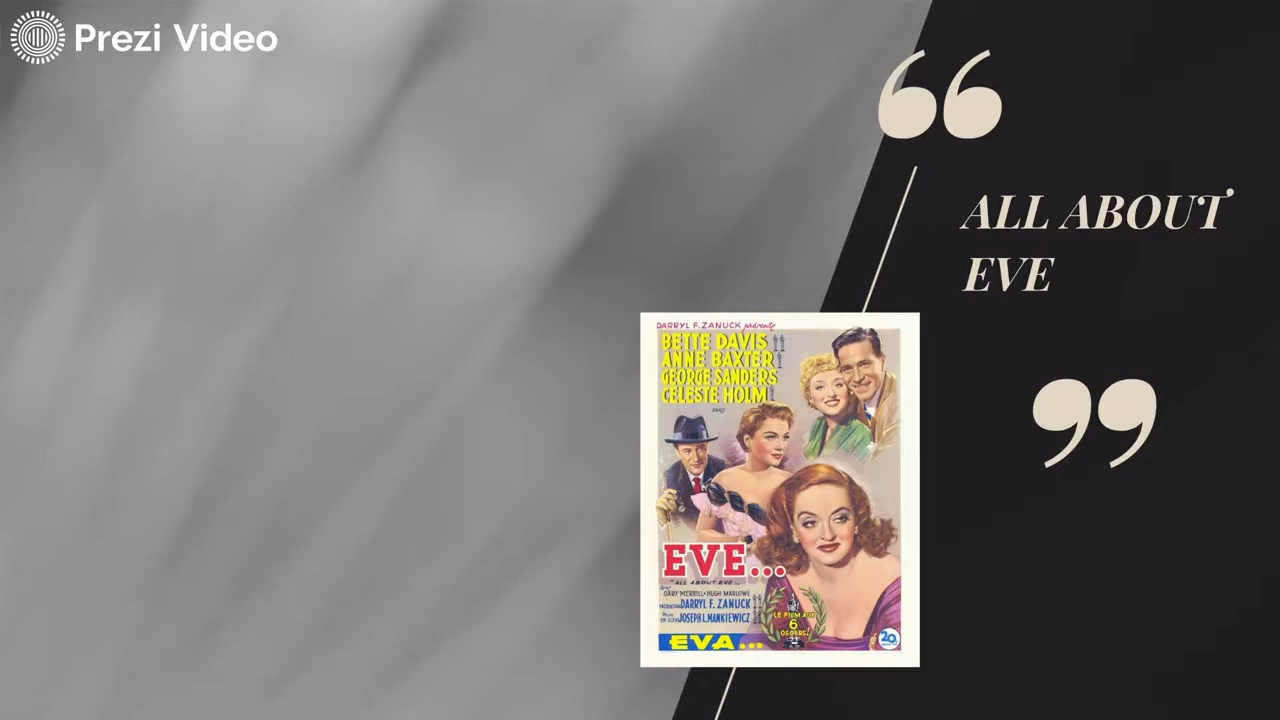 Prezi Video
ALL ABOUT
EVE
DARRYL F. ZANUCK présente
BETTE DAVIS
ANNE BAXTER
GEORGE SANDERS
CELESTE HOLM
EVE...
"ALL ABOUT EVE"...
GARY MERRILL · HUGH MARLOWE
DARRYL F. ZANUCK
JOSEPH L. MANKIEWICZ
LE FILM AUX
6
OSCARS!
EVA...
20